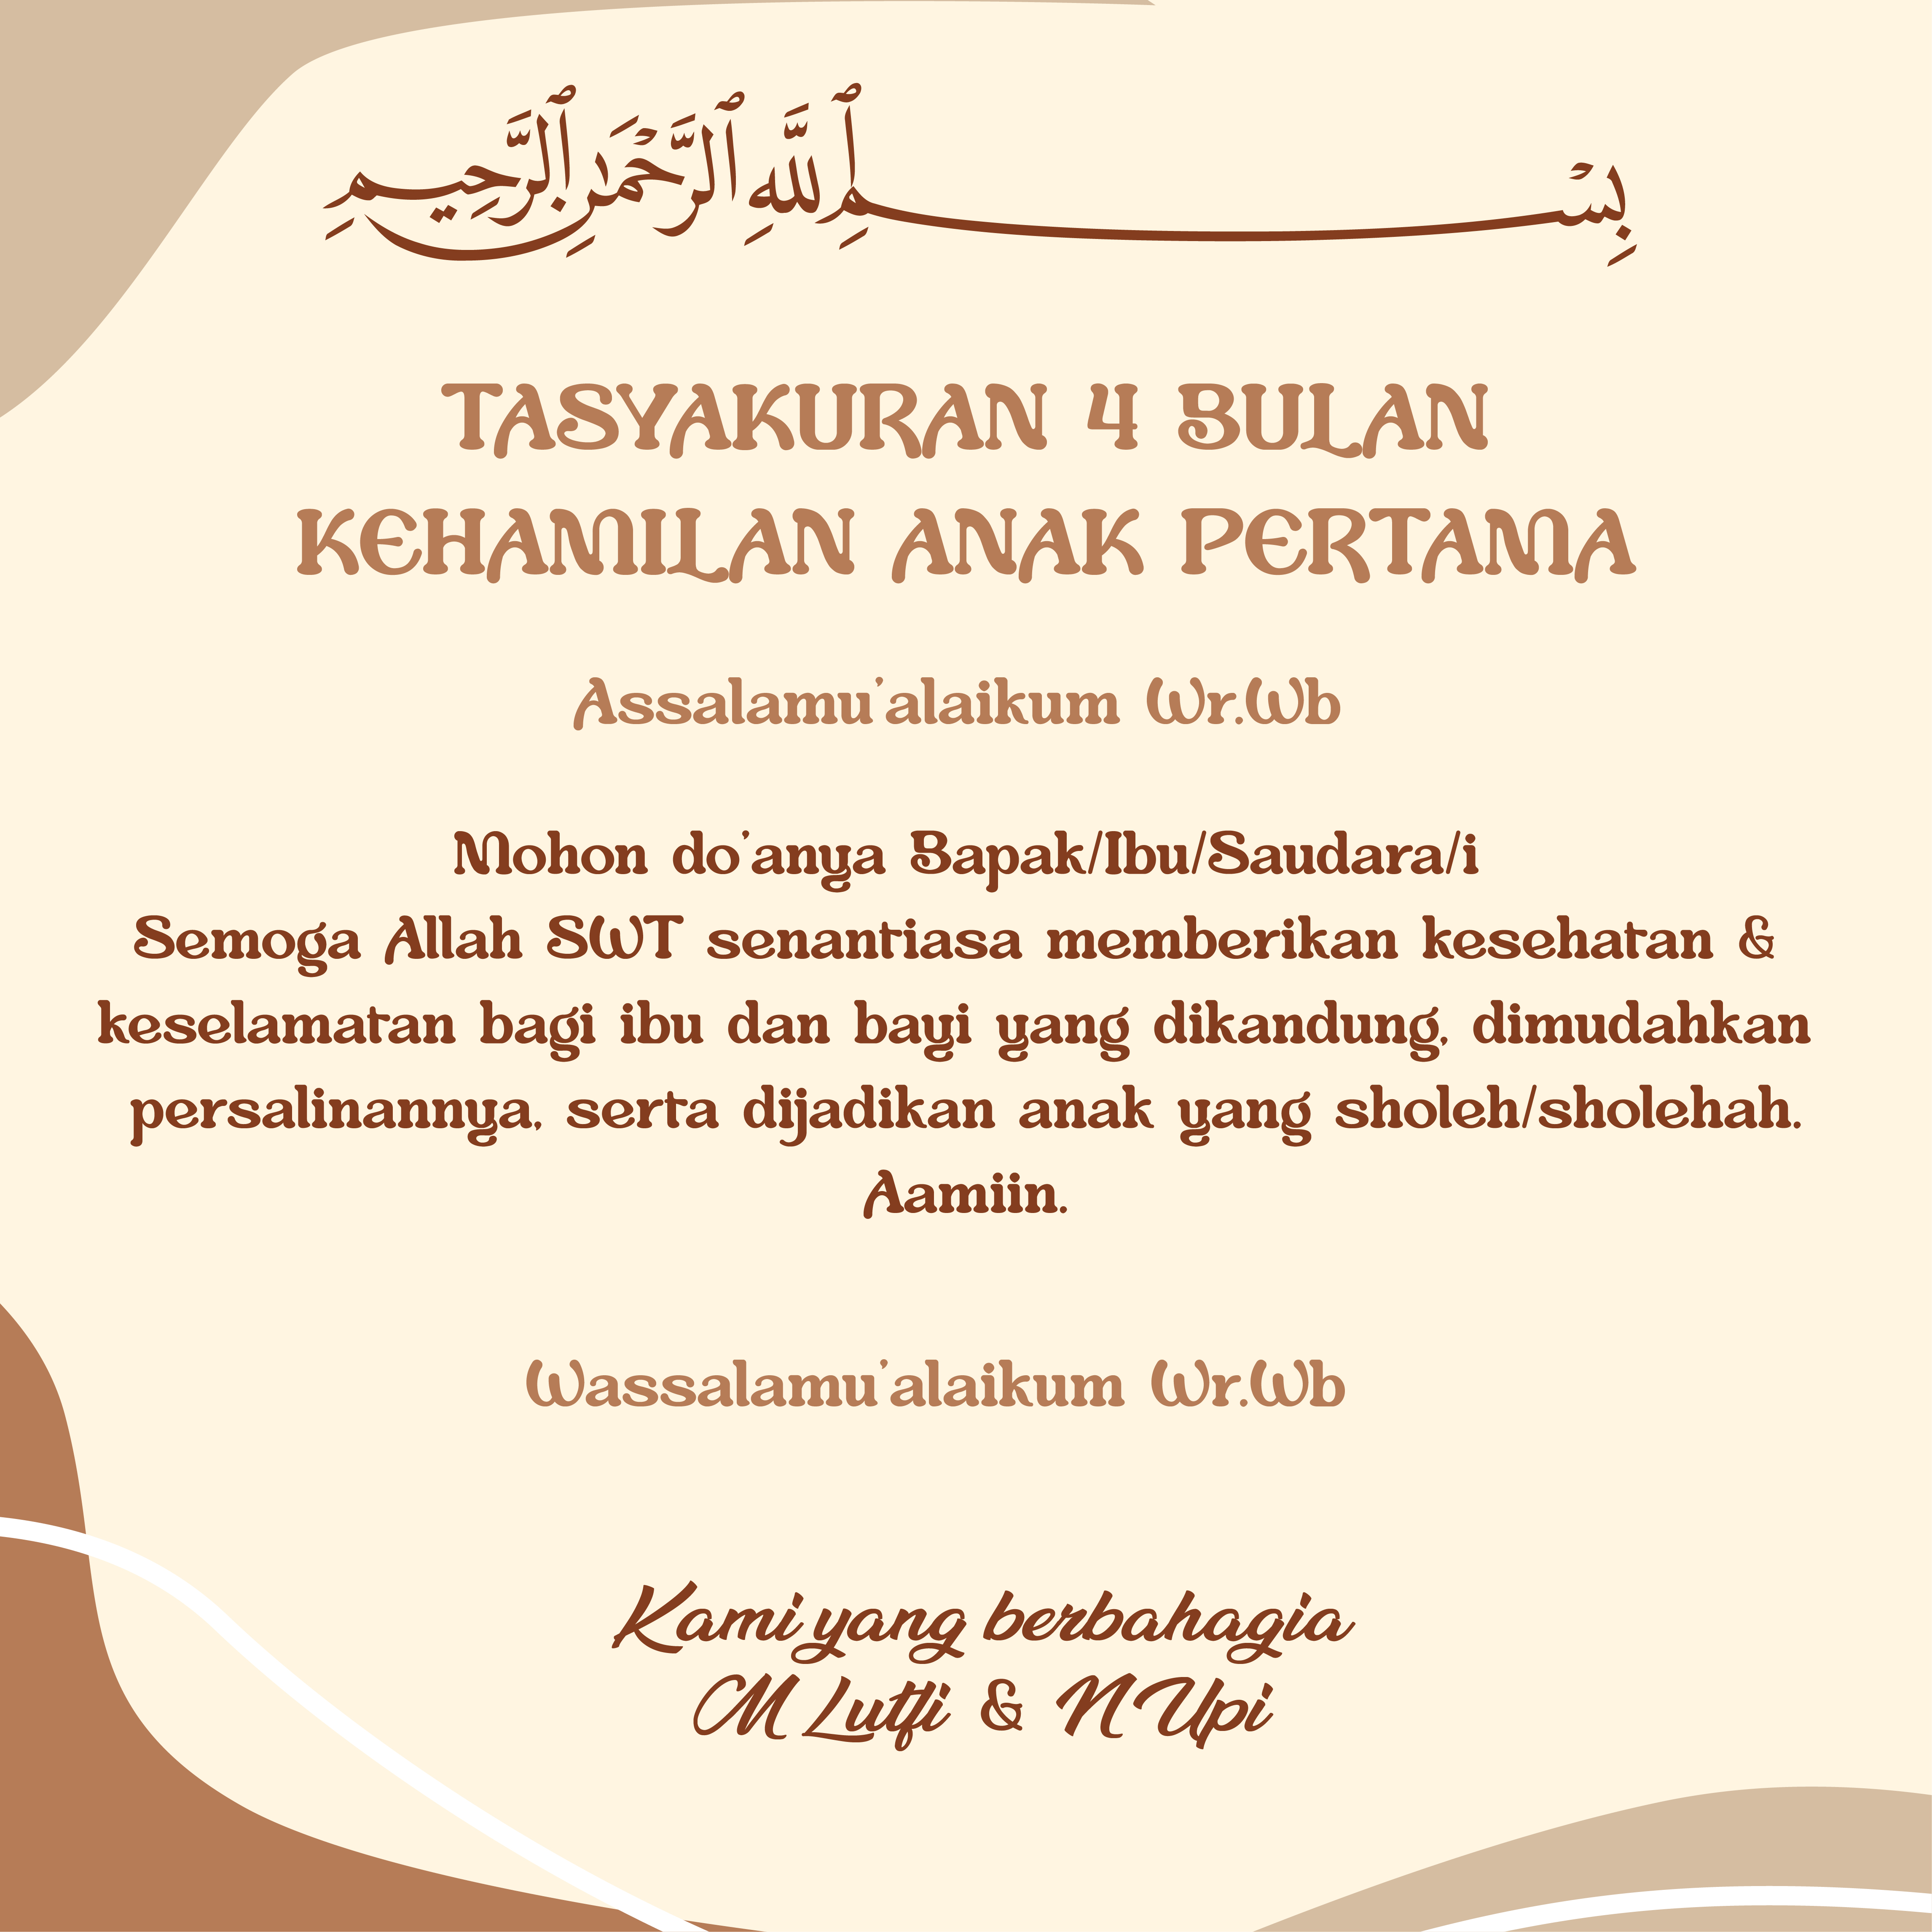 بِسْمِ ٱللَّهِ ٱلرَّحْمَٰنِ ٱلرَّحِيمِ
TASYAKURAN 4 BULAN
KEHAMILAN ANAK PERTAMA
Assalamu'alaikum Wr.Wb
Mohon do'anya Bapak/Ibu/Saudara/i
Semoga Allah SWT senantiasa memberikan kesehatan &
keselamatan bagi ibu dan bayi yang dikandung, dimudahkan
persalinannya, serta dijadikan anak yang sholeh/sholehah.
Aamiin.
Wassalamu'alaikum Wr.Wb
Kami yang berbahagia
M Lutfi & N Upi